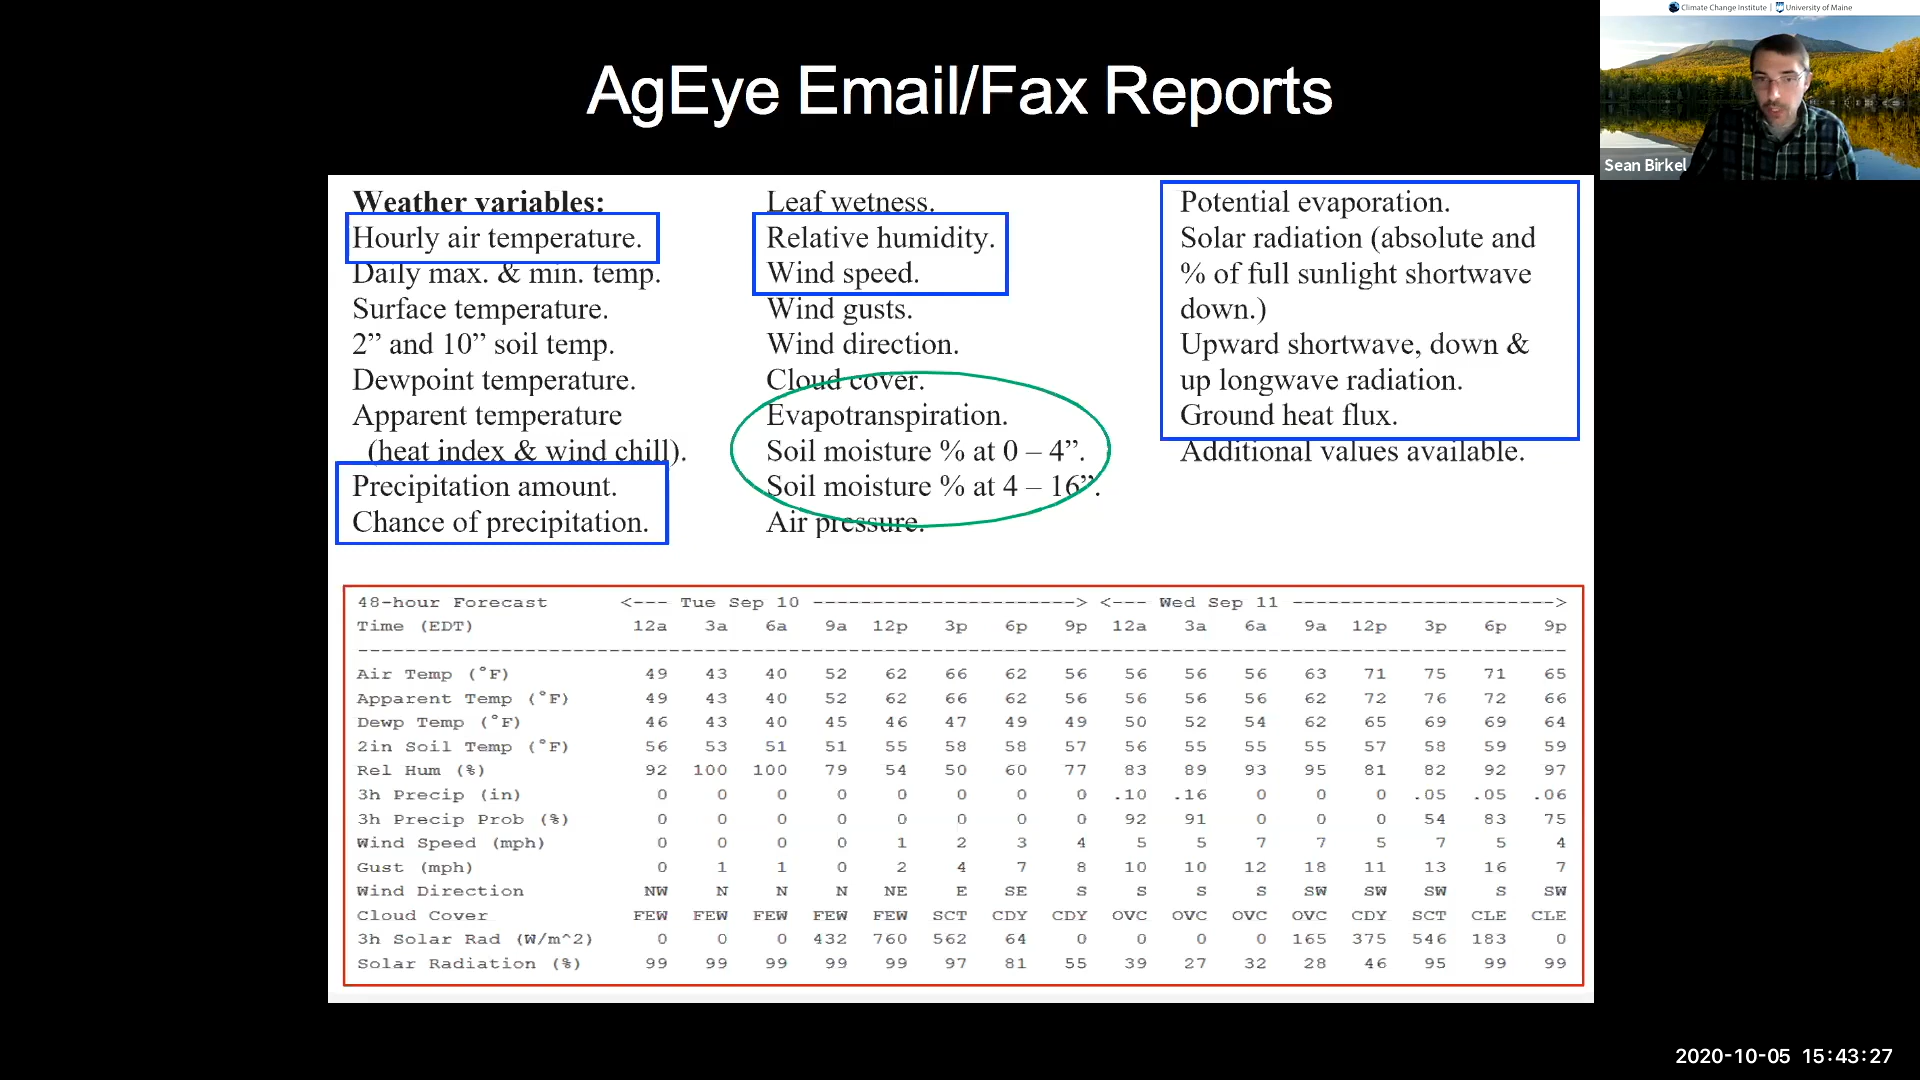 Climate Change Institute | University of Maine
AgEye Email/Fax Reports
Sean Birkel
Weather variables:
Hourly air temperature.
Daily max. & min. temp.
Surface temperature.
2” and 10” soil temp.
Dewpoint temperature.
Apparent temperature
(heat index & wind chill).
Precipitation amount.
Chance of precipitation.
Leaf wetness.
Relative humidity.
Wind speed.
Wind gusts.
Wind direction.
Cloud cover.
Evapotranspiration.
Soil moisture % at 0 – 4”.
Soil moisture % at 4 – 16”.
Air pressure.
Potential evaporation.
Solar radiation (absolute and
% of full sunlight shortwave
down.)
Upward shortwave, down &
up longwave radiation.
Ground heat flux.
Additional values available.
48-hour Forecast <--- Tue Sep 10 ----------------------> <--- Wed Sep 11 ---------------------->
Time (EDT) 12a 3a 6a 9a 12p 3p 6p 9p 12a 3a 6a 9a 12p 3p 6p 9p
Air Temp (°F) 49 43 40 52 62 66 62 56 56 56 56 63 71 75 71 65
Apparent Temp (°F) 49 43 40 52 62 66 62 56 56 56 56 62 72 76 72 66
Dewp Temp (°F) 46 43 40 45 46 47 49 49 50 52 54 62 65 69 69 64
2in Soil Temp (°F) 56 53 51 51 55 58 58 57 56 55 55 55 57 58 59 59
Rel Hum (%) 92 100 100 79 54 50 60 77 83 89 93 95 81 82 92 97
3h Precip (in) 0 0 0 0 0 0 0 0 .10 .16 0 0 0 .05 .05 .06
3h Precip Prob (%) 0 0 0 0 0 0 0 0 92 91 0 0 0 54 83 75
Wind Speed (mph) 0 0 0 0 1 2 3 4 5 5 7 7 5 7 5 4
Gust (mph) 0 1 1 0 2 4 7 8 10 10 12 18 11 13 16 7
Wind Direction NW N N N NE E SE S S S S SW SW SW S SW
Cloud Cover FEW FEW FEW FEW FEW SCT CDY CDY OVC OVC OVC OVC CDY SCT CLE CLE
3h Solar Rad (W/m^2) 0 0 0 432 760 562 64 0 0 0 0 165 375 546 183 0
Solar Radiation (%) 99 99 99 99 99 97 81 55 39 27 32 28 46 95 99 99
2020-10-05 15:43:27